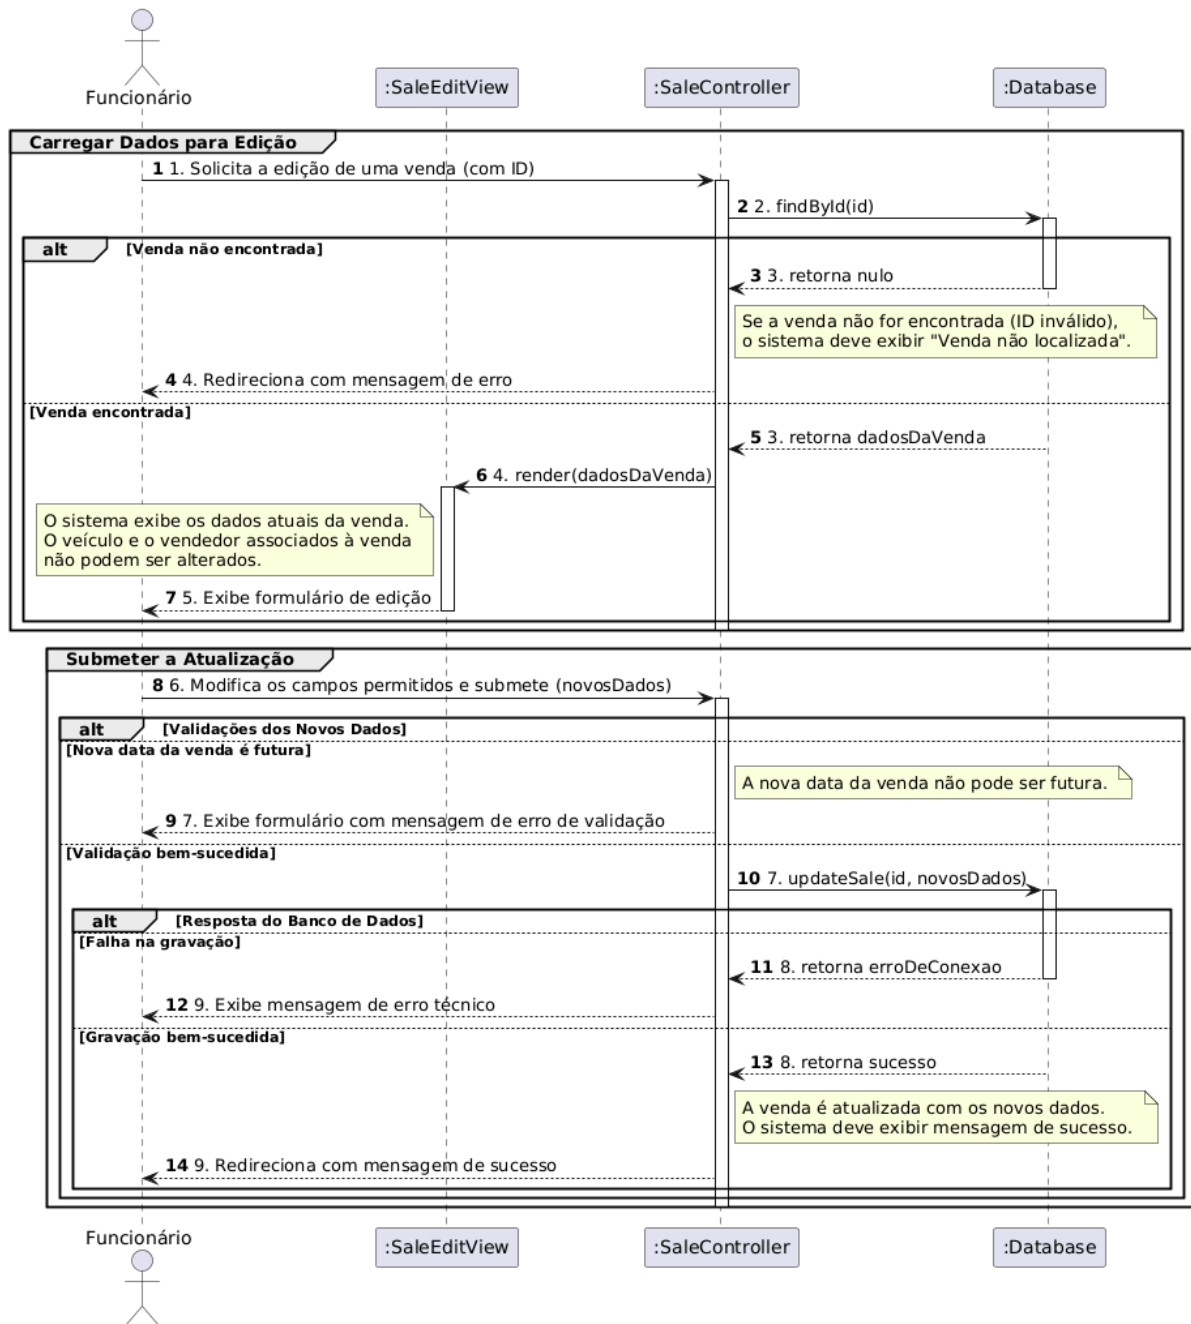 Funcionário
:SaleEditView
:SaleController
:Database
Carregar Dados para Edição
1 1. Solicita a edição de uma venda (com ID)
2 2. findById(id)
alt [Venda não encontrada]
3 3. retorna nulo
Se a venda não for encontrada (ID inválido),
o sistema deve exibir "Venda não localizada".
4 4. Redireciona com mensagem de erro
[Venda encontrada]
5 3. retorna dadosDaVenda
6 4. render(dadosDaVenda)
O sistema exibe os dados atuais da venda.
O veículo e o vendedor associados à venda
não podem ser alterados.
7 5. Exibe formulário de edição
Submeter a Atualização
8 6. Modifica os campos permitidos e submete (novosDados)
alt [Validações dos Novos Dados]
[Nova data da venda é futura]
A nova data da venda não pode ser futura.
9 7. Exibe formulário com mensagem de erro de validação
[Validação bem-sucedida]
10 7. updateSale(id, novosDados)
alt [Resposta do Banco de Dados]
[Falha na gravação]
11 8. retorna erroDeConexao
12 9. Exibe mensagem de erro técnico
[Gravação bem-sucedida]
13 8. retorna sucesso
A venda é atualizada com os novos dados.
O sistema deve exibir mensagem de sucesso.
14 9. Redireciona com mensagem de sucesso
Funcionário
:SaleEditView
:SaleController
:Database